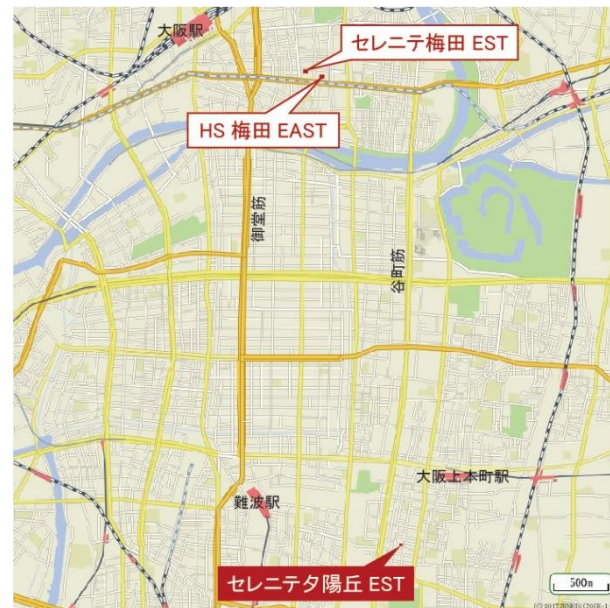 大阪駅
セレニテ梅田 EST
HS 梅田 EAST
御堂筋
谷町筋
大阪上本町駅
難波駅
セレニテ夕陽丘 EST
500m